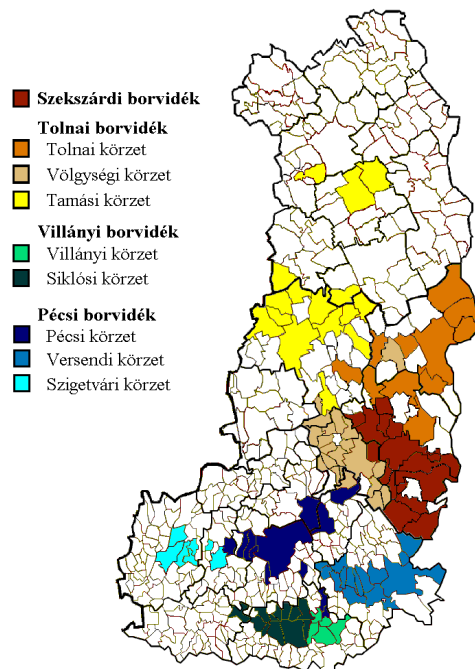 Szekszárdi borvidék
Tolnai borvidék
Tolnai körzet
Völgységi körzet
Tamási körzet
Villányi borvidék
Villányi körzet
Siklósi körzet
Pécsi borvidék
Pécsi körzet
Versendi körzet
Szigetvári körzet